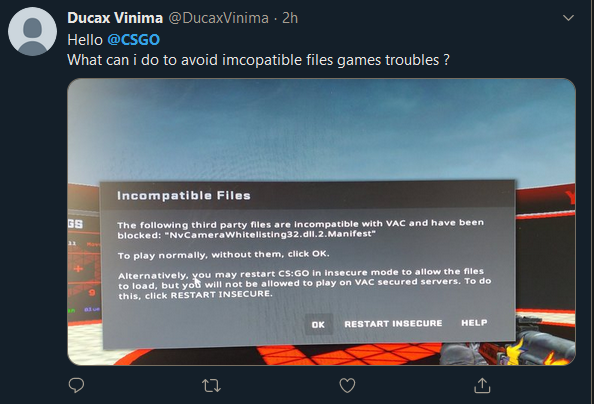 Ducax Vinima @DucaxVinima · 2h
Hello @CSGO
What can i do to avoid imcopatible files games troubles ?
Incompatible Files
The following third party files are incompatible with VAC and have been
blocked: "NvCameraWhitelisting32.dll.2.Manifest"
To play normally, without them, click OK.
Alternatively, you may restart CS:GO in insecure mode to allow the files
to load, but you will not be allowed to play on VAC secured servers. To do
this, click RESTART INSECURE.
OK RESTART INSECURE HELP
GS
9